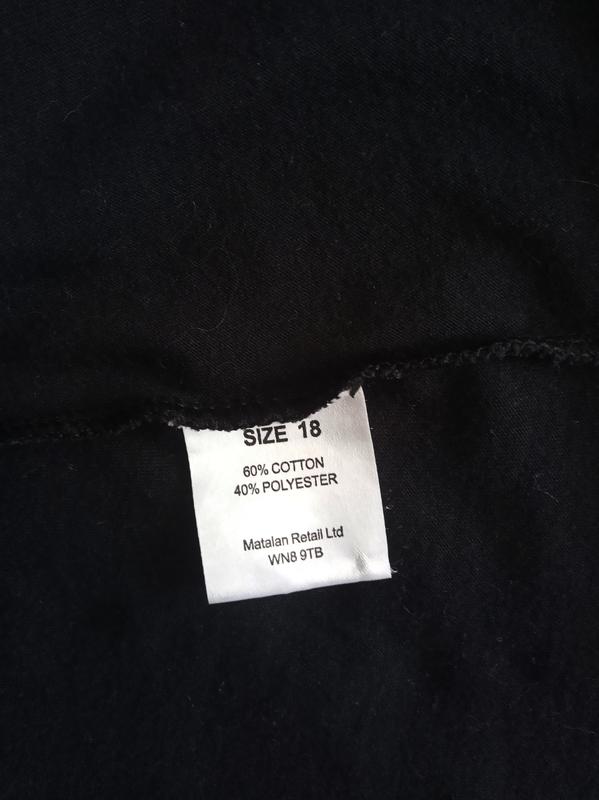 SIZE 18
60% COTTON
40% POLYESTER
Matalan Retail Ltd
WN8 9TB